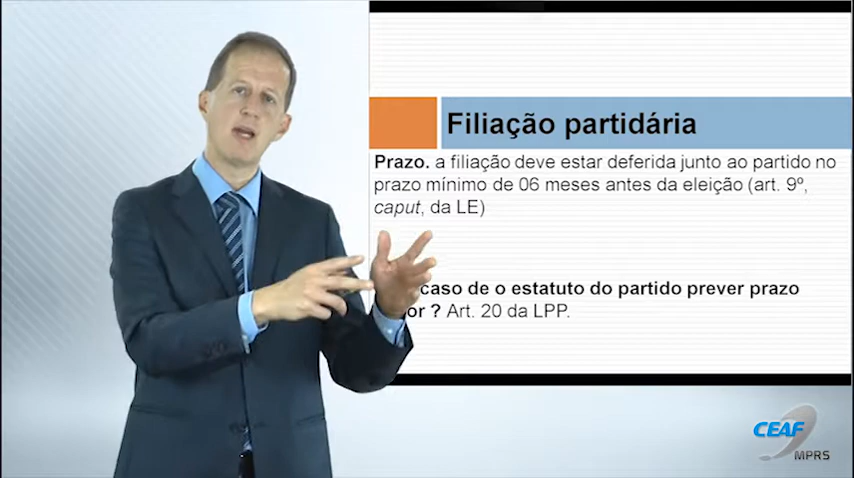 Filiação partidária
Prazo. a filiação deve estar deferida junto ao partido no
prazo mínimo de 06 meses antes da eleição (art. 9º,
caput, da LE)
caso de o estatuto do partido prever prazo
? Art. 20 da LPP.
CEAF
MPRS